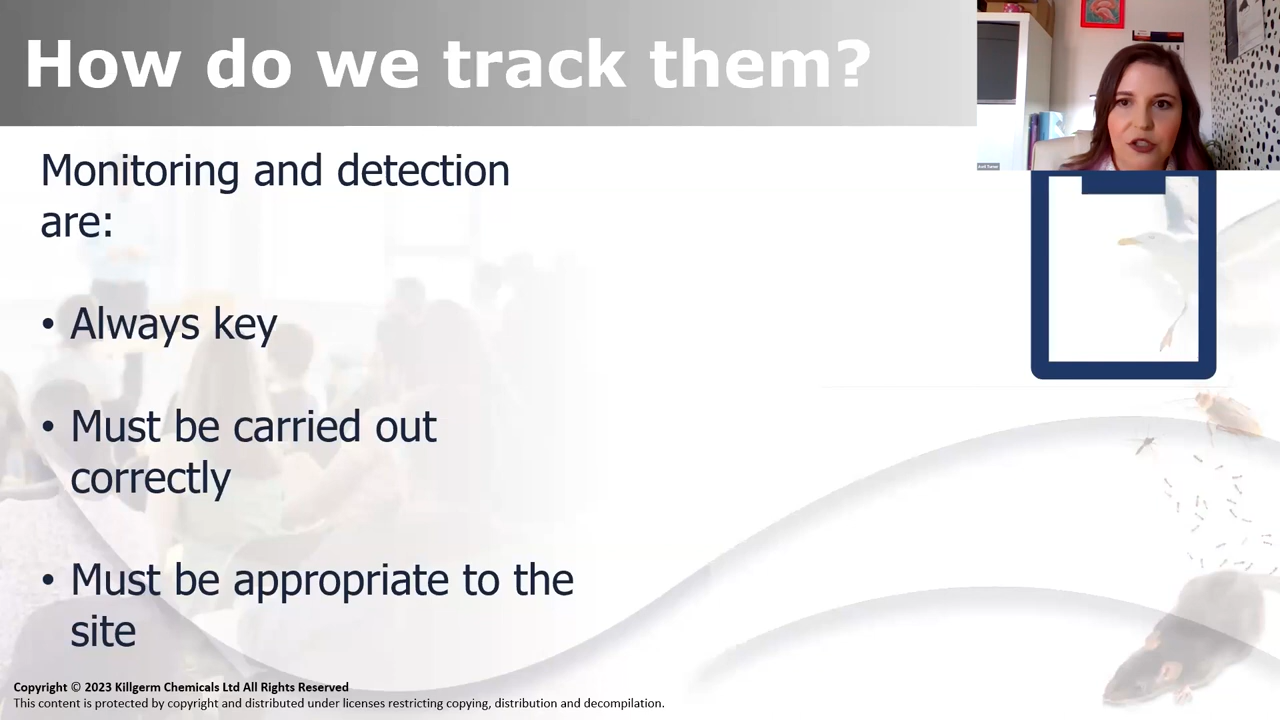 How do we track them?
Monitoring and detection
are:
• Always key
• Must be carried out
correctly
• Must be appropriate to the
site
Copyright © 2023 Killgerm Chemicals Ltd All Rights Reserved
This content is protected by copyright and distributed under licenses restricting copying, distribution and decompilation.